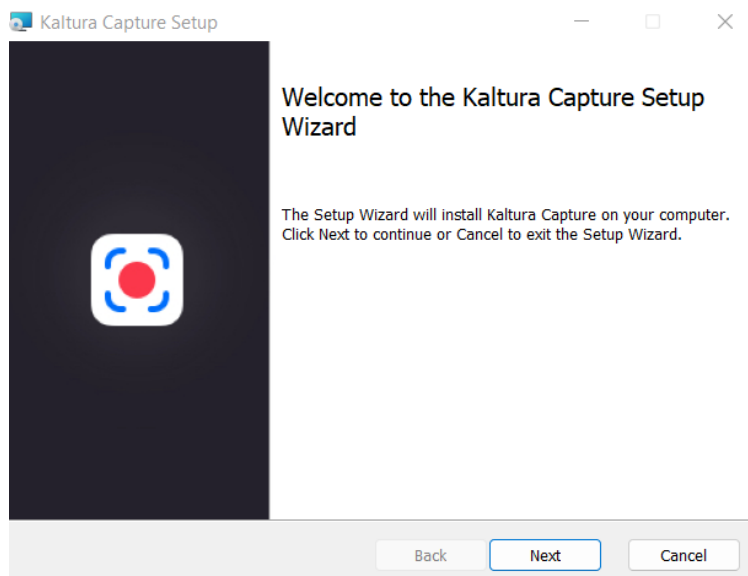 Kaltura Capture Setup
Welcome to the Kaltura Capture Setup
Wizard
The Setup Wizard will install Kaltura Capture on your computer.
Click Next to continue or Cancel to exit the Setup Wizard.
Back
Next
Cancel